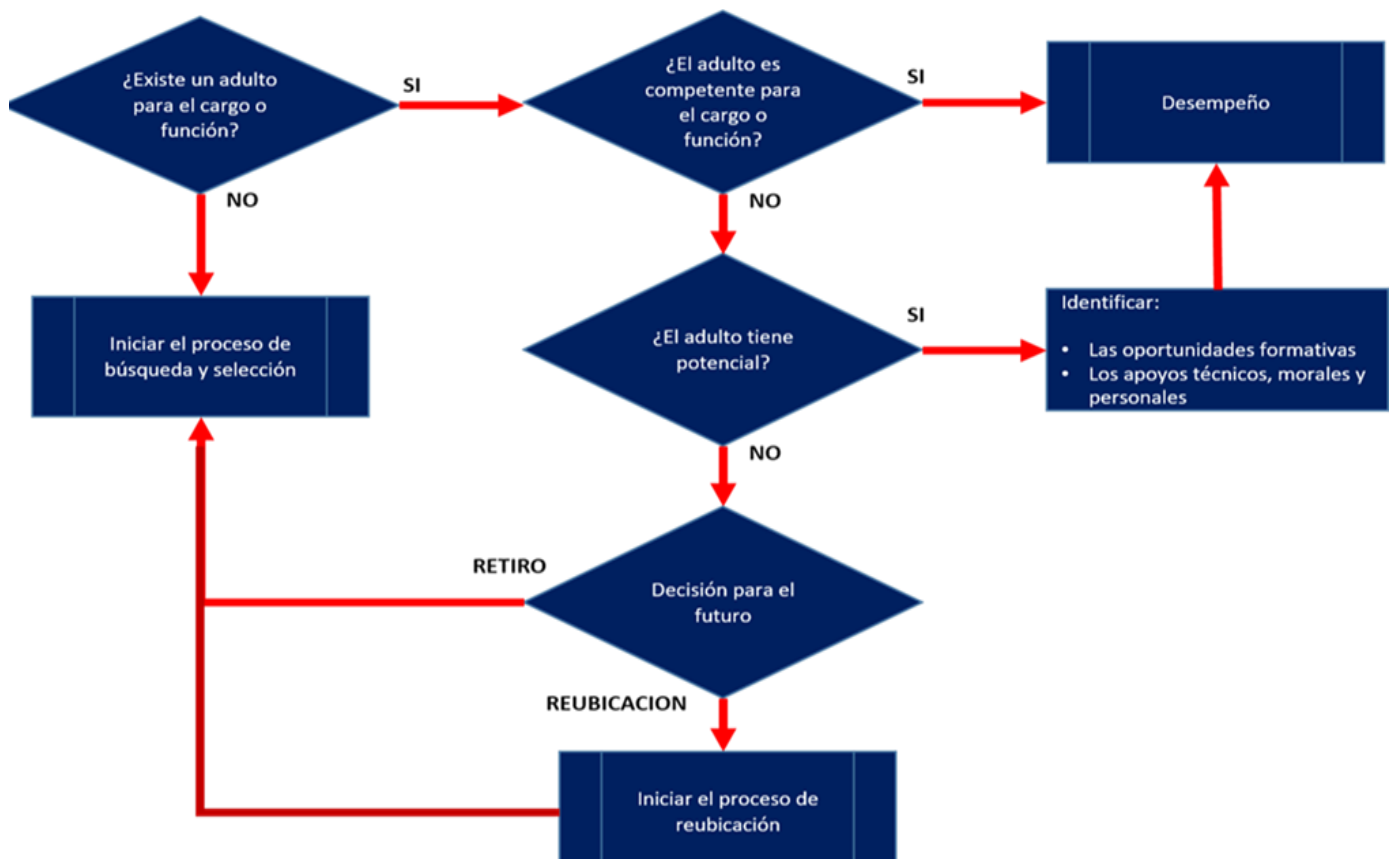 ¿Existe un adulto
para el cargo o
función?
SI
¿El adulto es
competente para
el cargo o
función?
SI
Desempeño
NO
NO
Iniciar el proceso de
búsqueda y selección
¿El adulto tiene
potencial?
SI
Identificar:
• Las oportunidades formativas
• Los apoyos técnicos, morales y
personales
NO
RETIRO
Decisión para el
futuro
REUBICACION
Iniciar el proceso de
reubicación